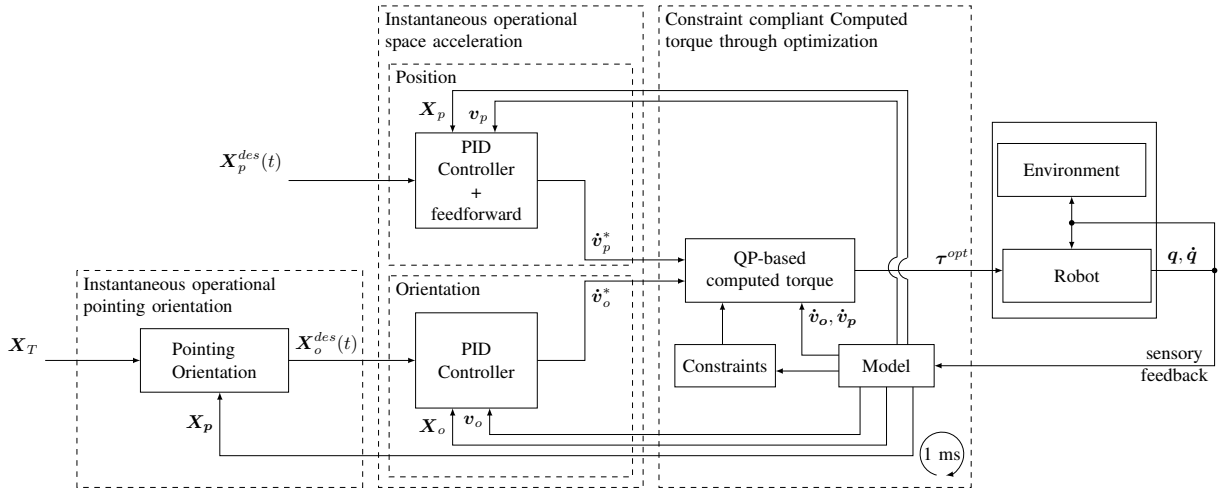 Instantaneous operational
space acceleration
Constraint compliant Computed
torque through optimization
Position
X_p
v_p
X_p^{des}(t)
PID
Controller
+
feedforward
v̇_p^*
Environment
QP-based
computed torque
τ^{opt}
Robot
q, q̇
Instantaneous operational
pointing orientation
Orientation
v̇_o^*
v̇_o, v̇_p
X_T
Pointing
Orientation
X_o^{des}(t)
PID
Controller
Constraints
Model
sensory
feedback
X_p
X_o
v_o
1 ms